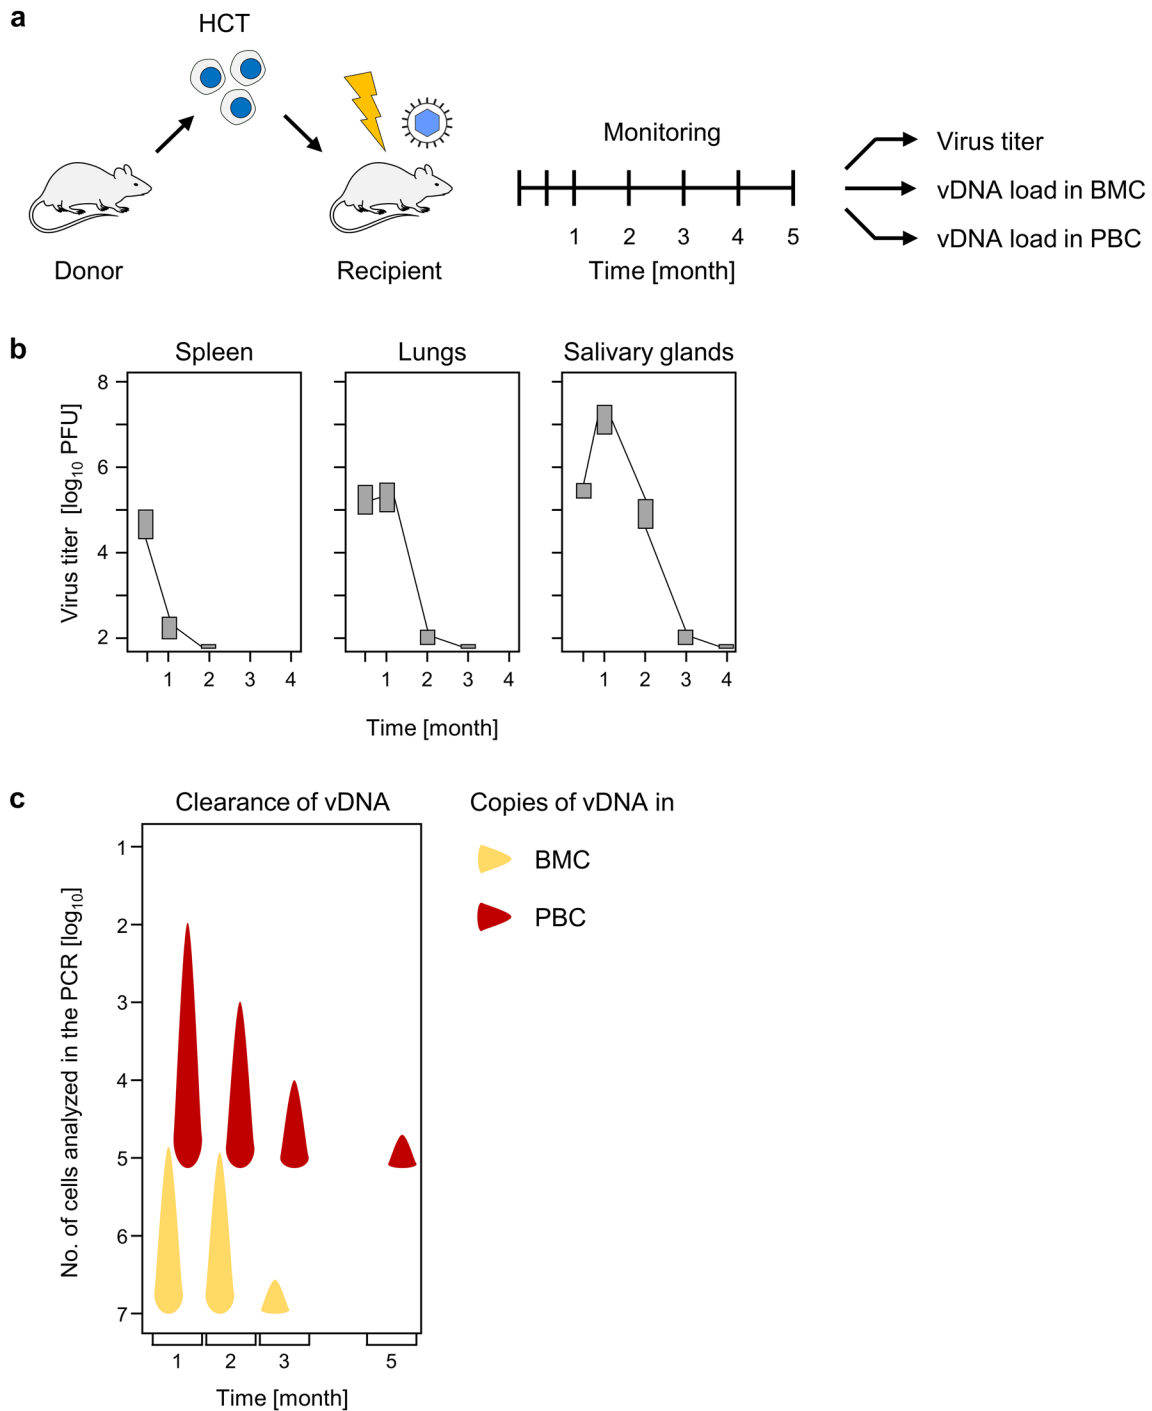 a
HCT
Donor
Recipient
Monitoring
1 2 3 4 5
Time [month]
Virus titer
vDNA load in BMC
vDNA load in PBC
b
Spleen Lungs Salivary glands
Virus titer [log10 PFU]
8
6
4
2
1 2 3 4 1 2 3 4 1 2 3 4
Time [month]
c
Clearance of vDNA
Copies of vDNA in
BMC
PBC
No. of cells analyzed in the PCR [log10]
1
2
3
4
5
6
7
1 2 3 5
Time [month]